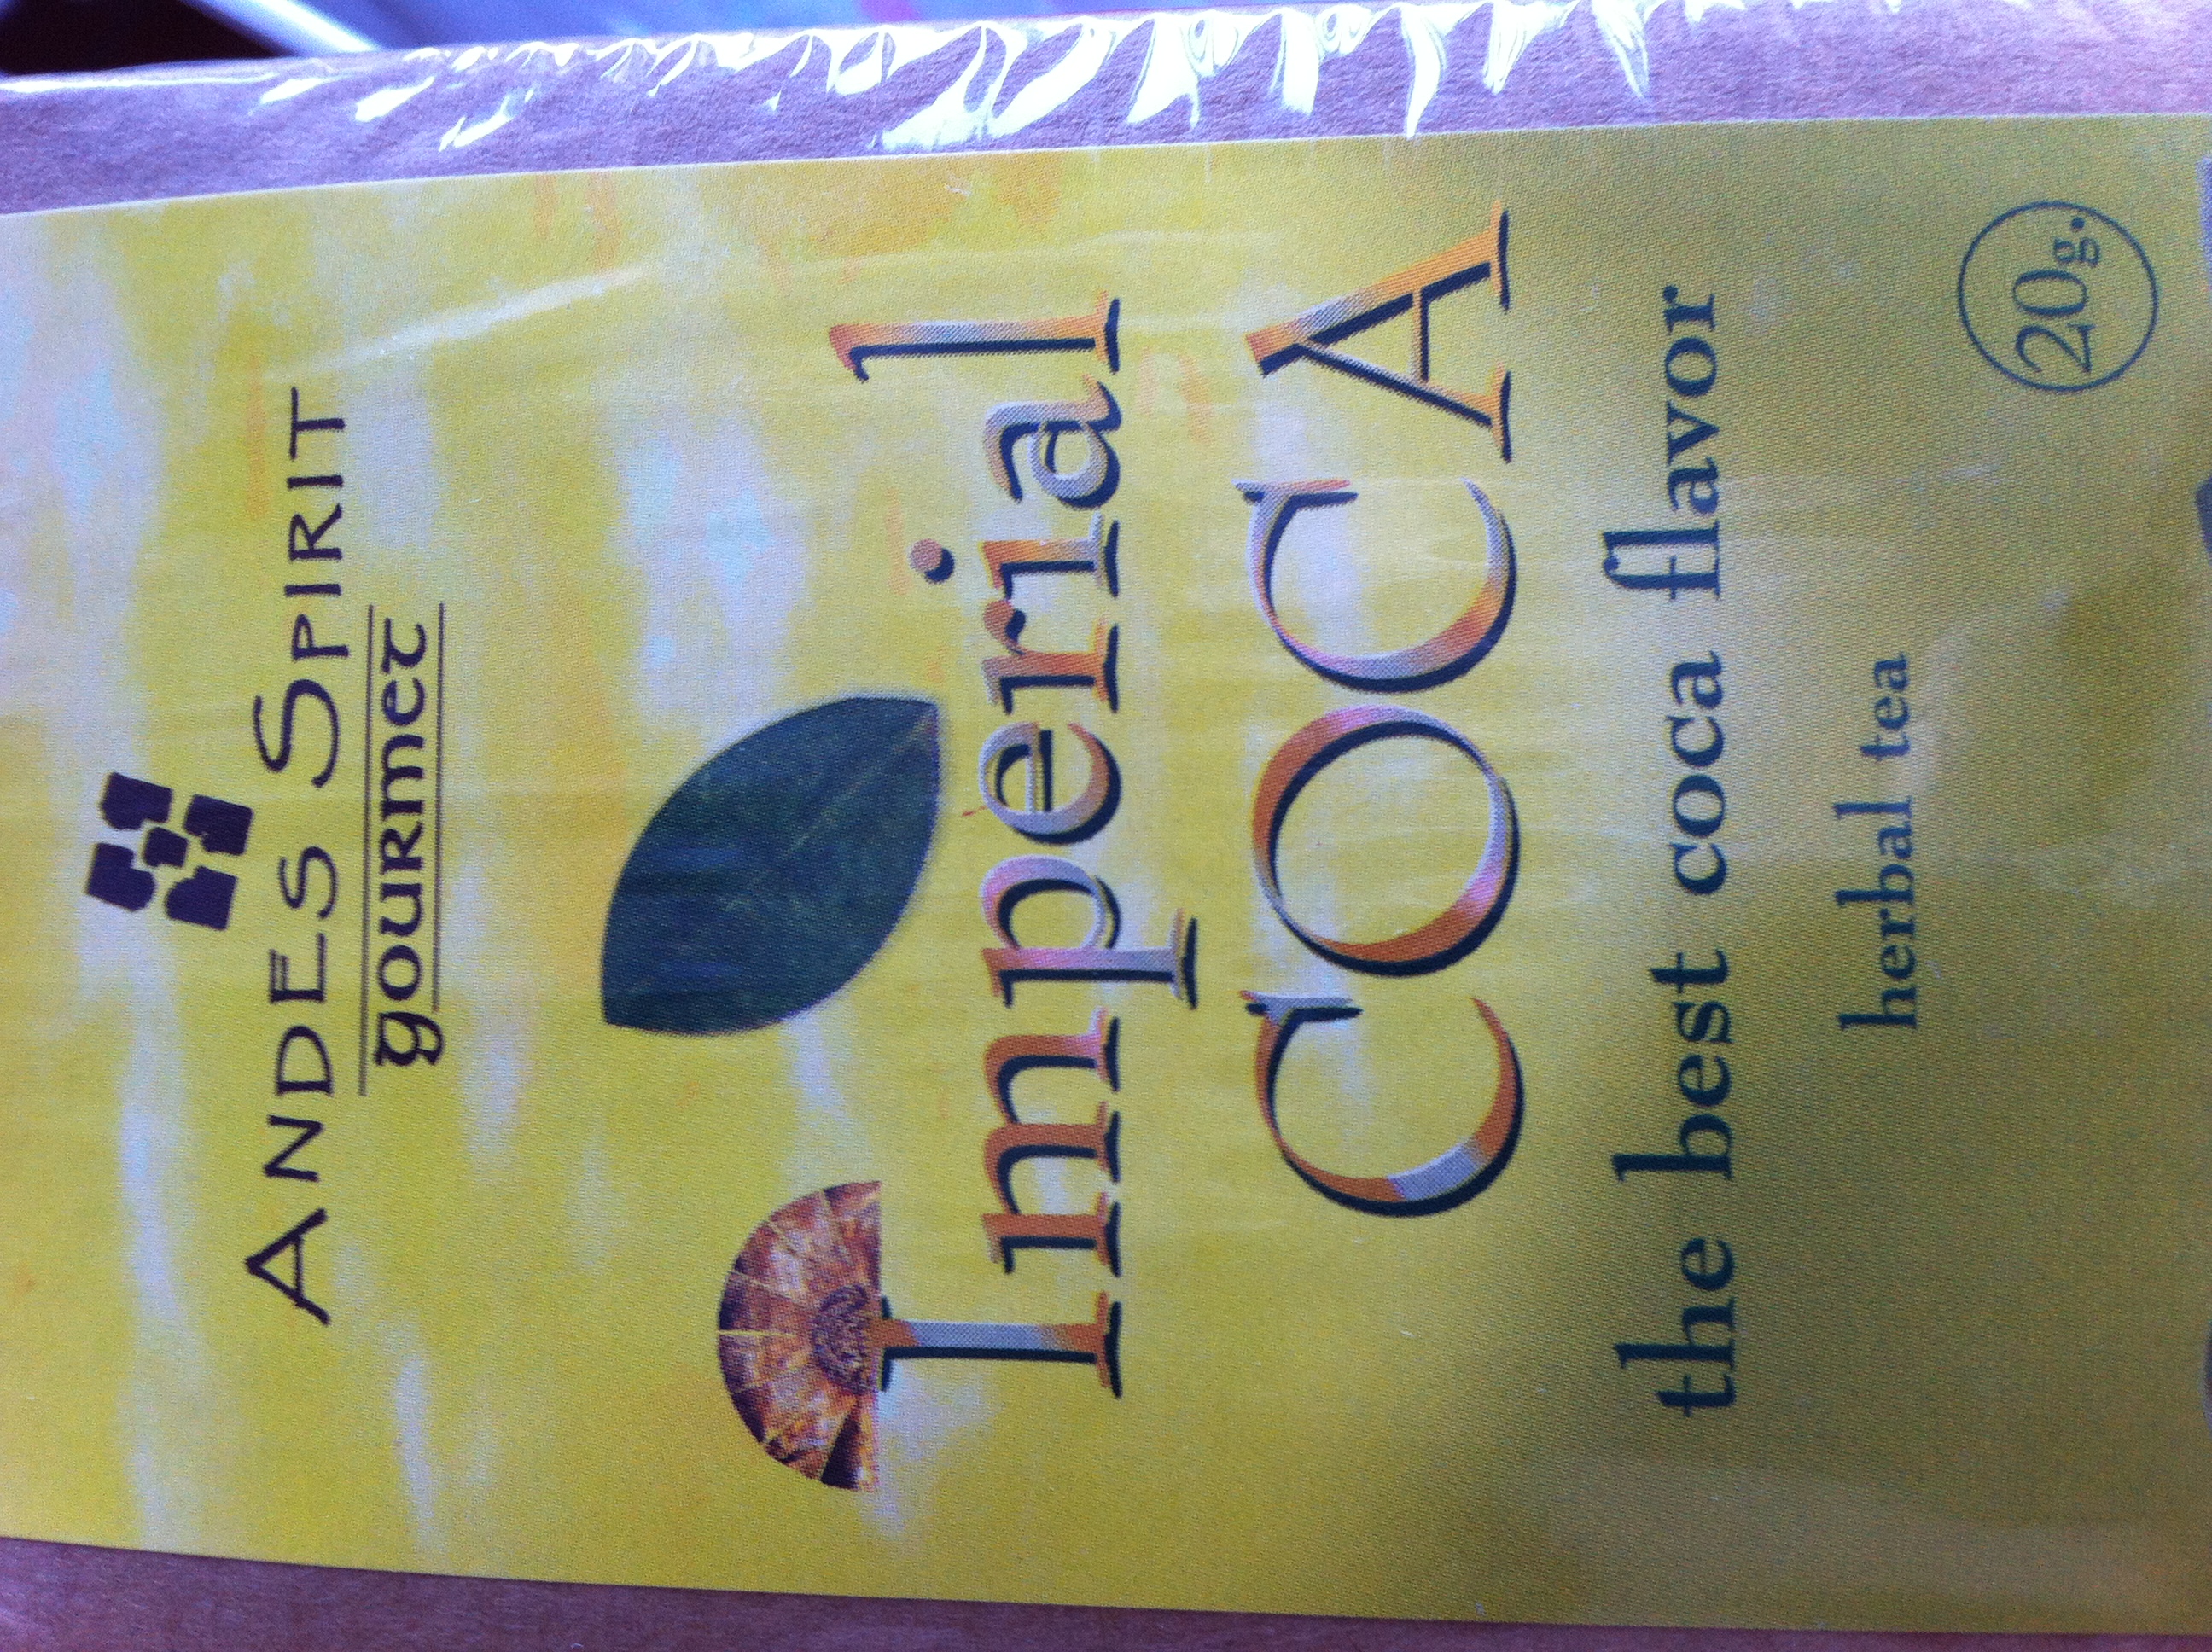 ANDES SPIRIT
gourmet
Imperial
COCA
the best coca flavor
herbal tea
20g.